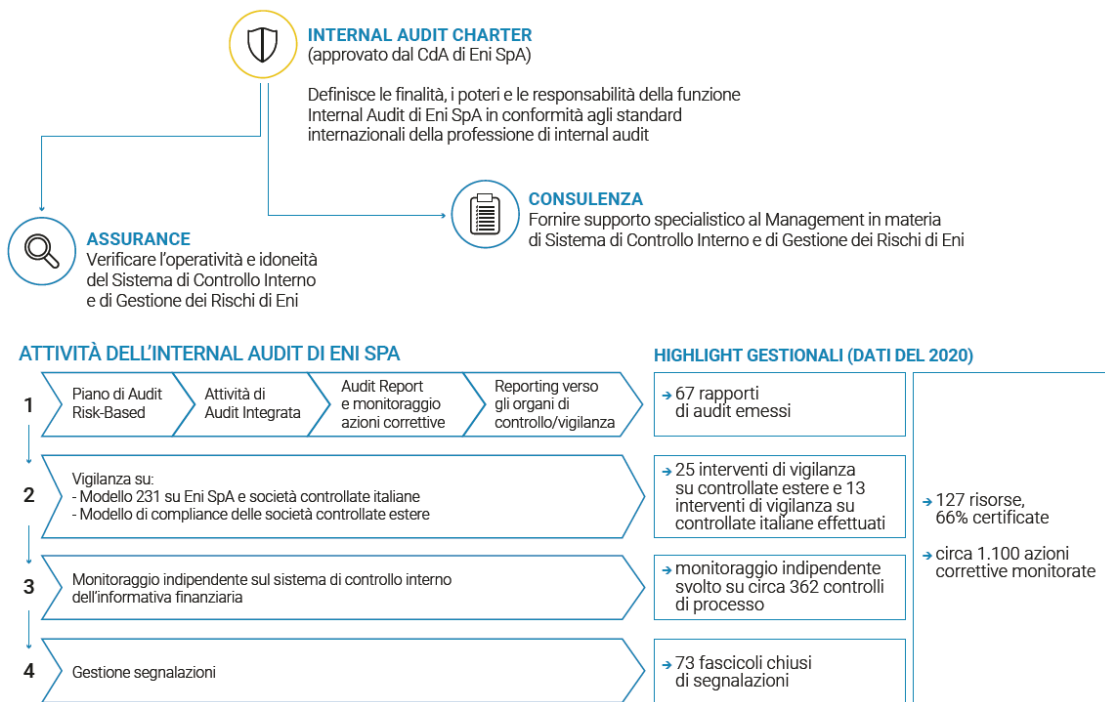 INTERNAL AUDIT CHARTER
(approvato dal CdA di Eni SpA)
Definisce le finalità, i poteri e le responsabilità della funzione
Internal Audit di Eni SpA in conformità agli standard
internazionali della professione di internal audit
CONSULENZA
Fornire supporto specialistico al Management in materia
di Sistema di Controllo Interno e di Gestione dei Rischi di Eni
ASSURANCE
Verificare l'operatività e idoneità
del Sistema di Controllo Interno
e di Gestione dei Rischi di Eni
ATTIVITÀ DELL'INTERNAL AUDIT DI ENI SPA
1
Piano di Audit
Risk-Based
Attività di
Audit Integrata
Audit Report
e monitoraggio
azioni correttive
Reporting verso
gli organi di
controllo/vigilanza
2
Vigilanza su:
- Modello 231 su Eni SpA e società controllate italiane
- Modello di compliance delle società controllate estere
3
Monitoraggio indipendente sul sistema di controllo interno
dell'informativa finanziaria
4
Gestione segnalazioni
HIGHLIGHT GESTIONALI (DATI DEL 2020)
→ 67 rapporti
di audit emessi
→ 25 interventi di vigilanza
su controllate estere e 13
interventi di vigilanza su
controllate italiane effettuati
→ monitoraggio indipendente
svolto su circa 362 controlli
di processo
→ 73 fascicoli chiusi
di segnalazioni
→ 127 risorse,
66% certificate
→ circa 1.100 azioni
correttive monitorate